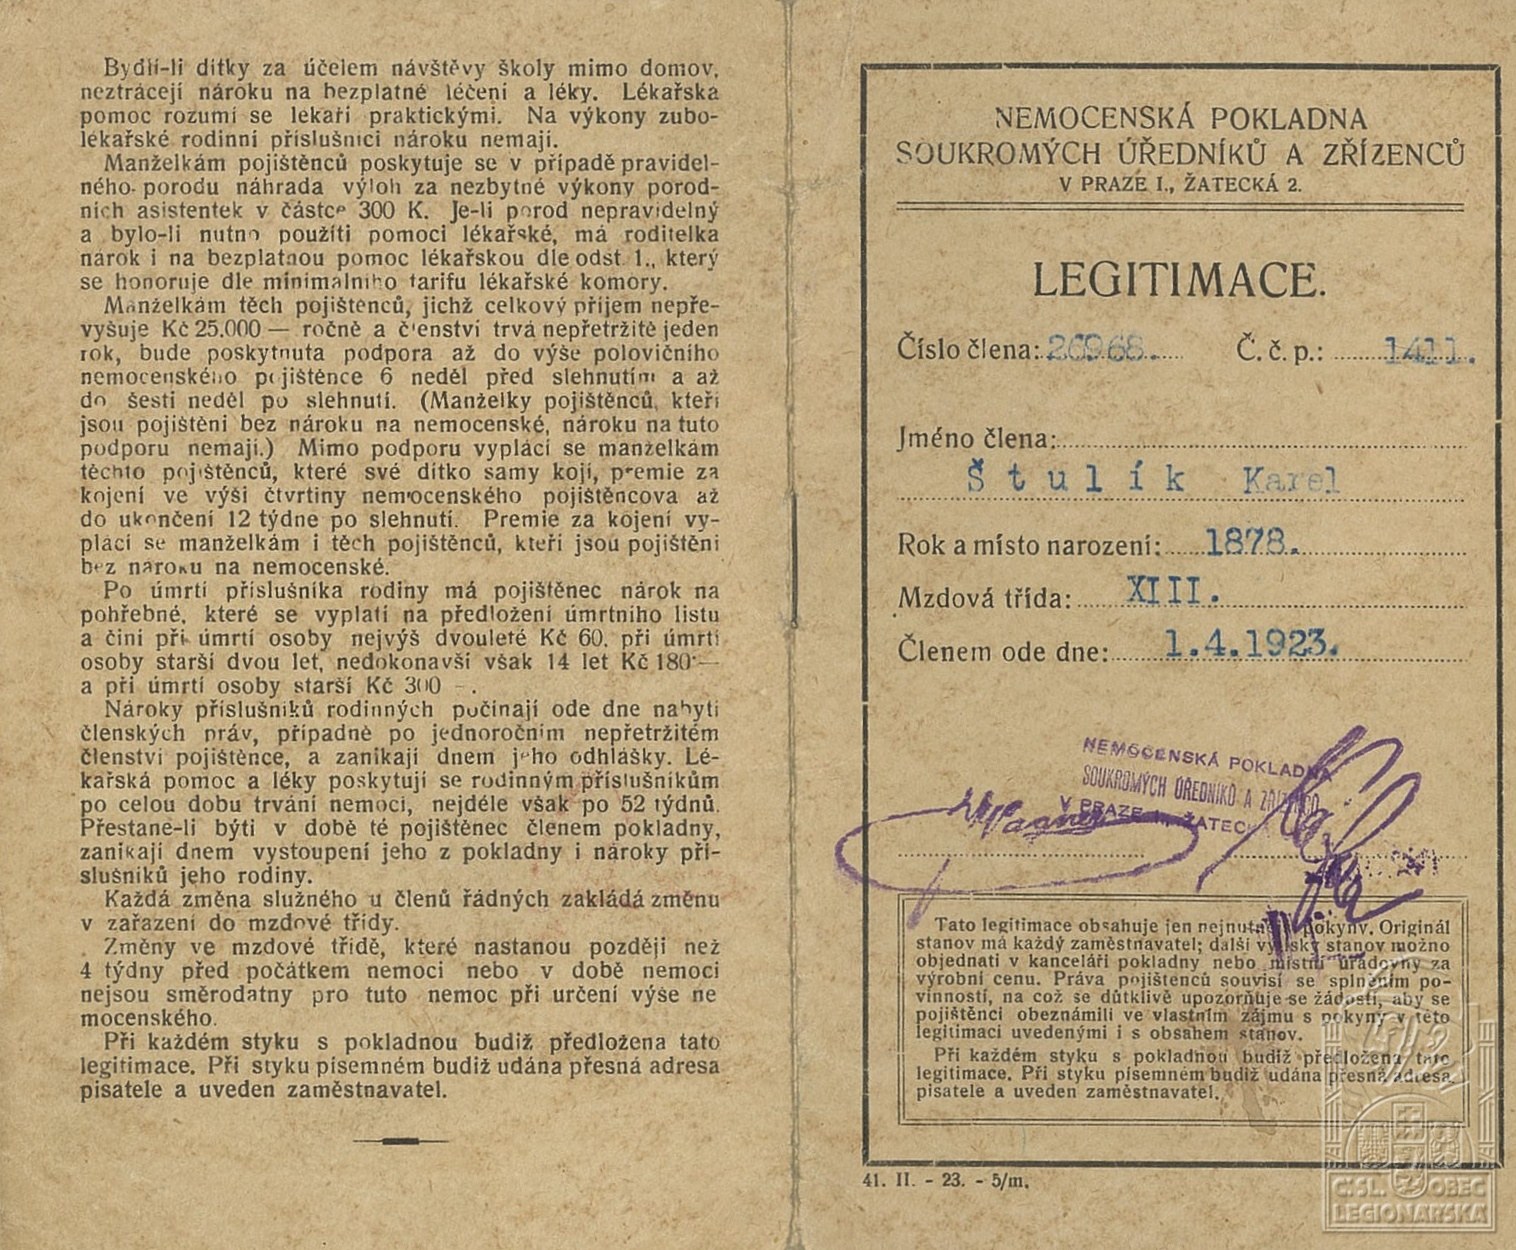 Bydlí-li dítky za účelem návštěvy školy mimo domov,
neztrácejí nároku na bezplatné léčení a léky. Lékařska
pomoc rozumí se lékaři praktickými. Na výkony zubo-
lékařské rodinní příslušníci nároku nemají.
Manželkám pojištěnců poskytuje se v případě pravidel-
ného porodu náhrada výloh za nezbytné výkony porod-
ních asistentek v částce 300 K. Je-li porod nepravidelný
a bylo-li nutno použíti pomoci lékařské, má roditelka
nárok i na bezplatnou pomoc lékařskou dle odst. 1., který
se honoruje dle minimalního tarifu lékařské komory.
Manželkám těch pojištěnců, jichž celkový příjem nepře-
vyšuje Kč 25.000 — ročně a členství trvá nepřetržitě jeden
rok, bude poskytnuta podpora až do výše polovičního
nemocenského pojištěnce 6 neděl před slehnutím a až
do šesti neděl po slehnutí. (Manželky pojištěnců, kteří
jsou pojištěni bez nároku na nemocenské, nároku na tuto
podporu nemají.) Mimo podporu vyplácí se manželkám
těchto pojištěnců, které své dítko samy kojí, premie za
kojení ve výši čtvrtiny nemocenského pojištěncova až
do ukončení 12 týdne po slehnutí. Premie za kojení vy-
plácí se manželkám i těch pojištěnců, kteří jsou pojištěni
bez nároku na nemocenské.
Po úmrtí příslušníka rodiny má pojištěnec nárok na
pohřebné, které se vyplatí na předložení úmrtního listu
a činí při úmrtí osoby nejvýš dvouleté Kč 60, při úmrtí
osoby starší dvou let, nedokonavší však 14 let Kč 180·—
a při úmrtí osoby starší Kč 300 —.
Nároky příslušníků rodinných počínají ode dne nabytí
členských práv, případně po jednoročním nepřetržitém
členství pojištěnce, a zanikají dnem jeho odhlášky. Lé-
kařská pomoc a léky poskytují se rodinným příslušníkům
po celou dobu trvání nemoci, nejdéle však po 52 týdnů.
Přestane-li býti v době té pojištěnec členem pokladny,
zanikají dnem vystoupení jeho z pokladny i nároky pří-
slušníků jeho rodiny.
Každá změna služného u členů řádných zakládá změnu
v zařazení do mzdové třídy.
Změny ve mzdové třídě, které nastanou později než
4 týdny před počátkem nemoci nebo v době nemoci
nejsou směrodatny pro tuto nemoc při určení výše ne
mocenského.
Při každém styku s pokladnou budiž předložena tato
legitimace. Při styku písemném budiž udána přesná adresa
pisatele a uveden zaměstnavatel.
NEMOCENSKÁ POKLADNA
SOUKROMÝCH ÚŘEDNÍKŮ A ZŘÍZENCŮ
V PRAZE I., ŽATECKÁ 2.
LEGITIMACE.
Číslo člena: 26968. Č. č. p.: 1411.
Jméno člena:
Štulík Karel
Rok a místo narození: 1878.
Mzdová třída: XIII.
Členem ode dne: 1.4.1923.
NEMOCENSKÁ POKLADNA
SOUKROMÝCH ÚŘEDNÍKŮ A
V PRAZE I., ŽATEC
Tato legitimace obsahuje jen pokyny. Originál
stanov má každý zaměstnavatel; další stanov možno
objednati v kanceláři pokladny nebo místní úřadovny za
výrobní cenu. Práva pojištěnců souvisí se splněním po-
vinností, na což se důtklivě upozorňuje se žádostí, aby se
pojištěnci obeznámili ve vlastním zájmu s pokyny v této
legitimaci uvedenými i s obsahem stanov.
Při každém styku s pokladnou budiž předložena tato
legitimace. Při styku písemném budiž udána přesná adresa
pisatele a uveden zaměstnavatel.
41. II. - 23. - 5/m.
ČSL. OBEC
LEGIONÁŘSKÁ